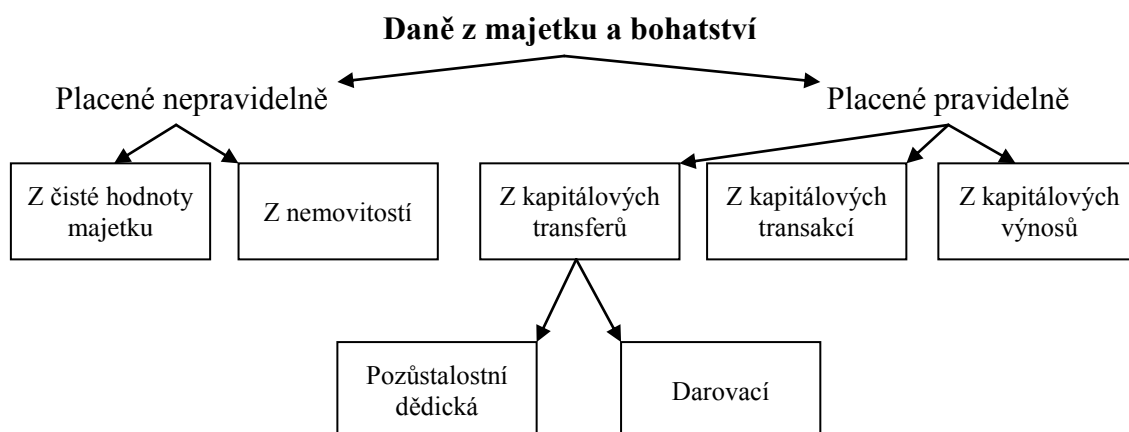 Daně z majetku a bohatství
Placené nepravidelně
Placené pravidelně
Z čisté hodnoty
majetku
Z nemovitostí
Z kapitálových
transferů
Z kapitálových
transakcí
Z kapitálových
výnosů
Pozůstalostní
dědická
Darovací